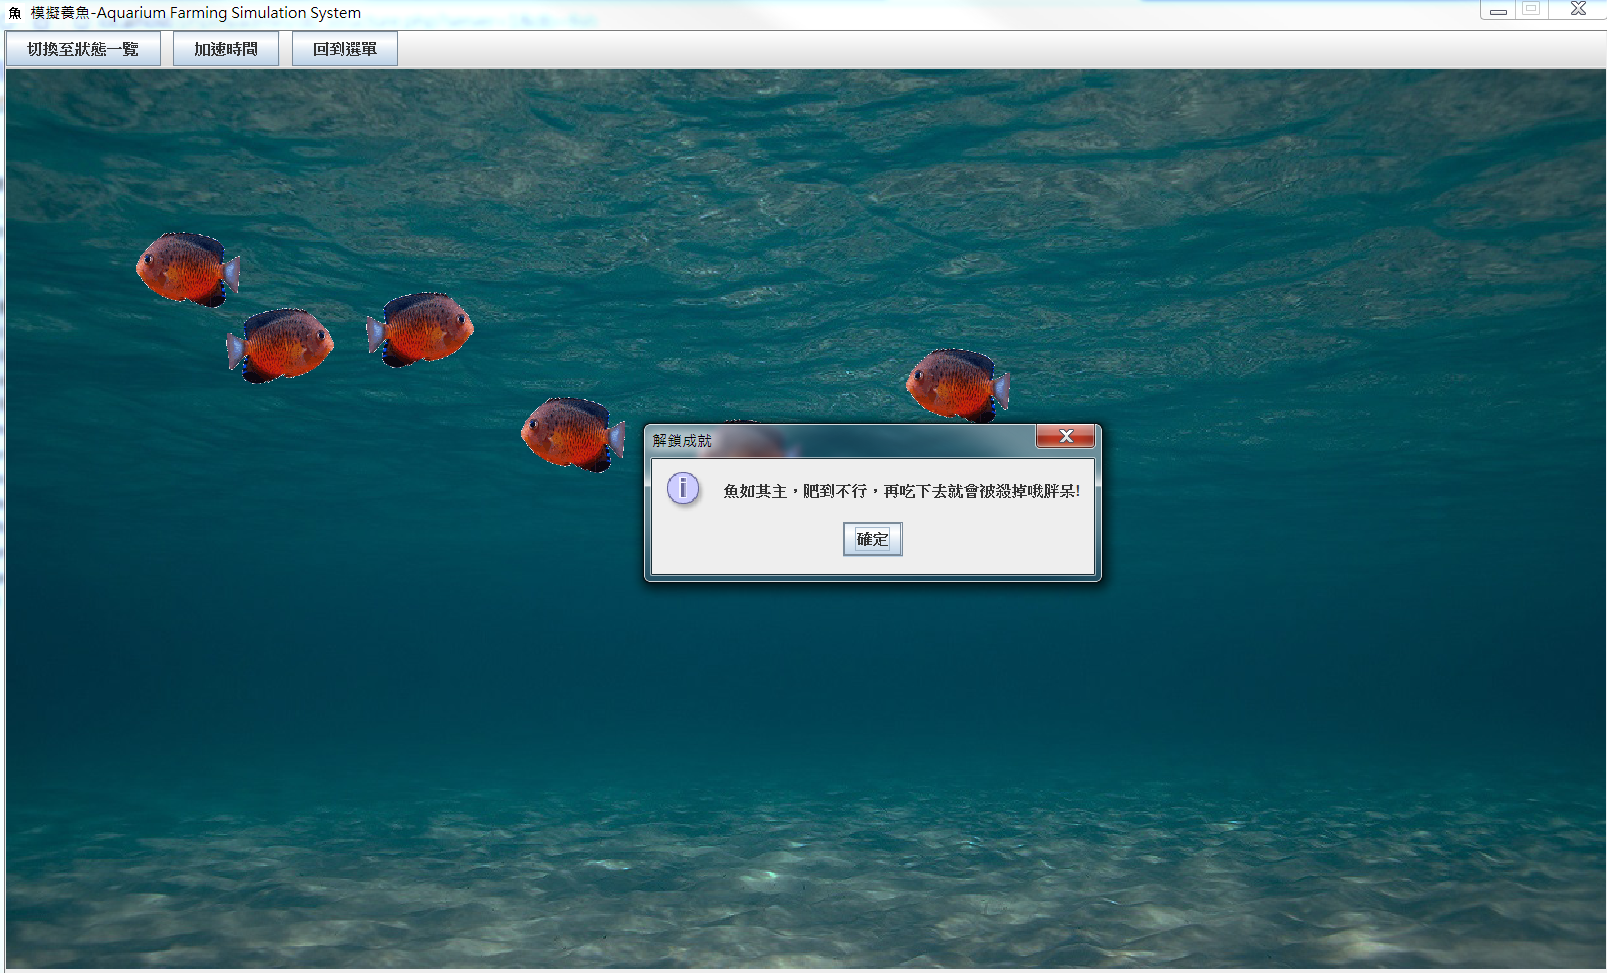 魚 模擬養魚-Aquarium Farming Simulation System
切換至狀態一覽 加速時間 回到選單
解鎖成就
魚如其主，肥到不行，再吃下去就會被殺掉哦胖呆!
確定